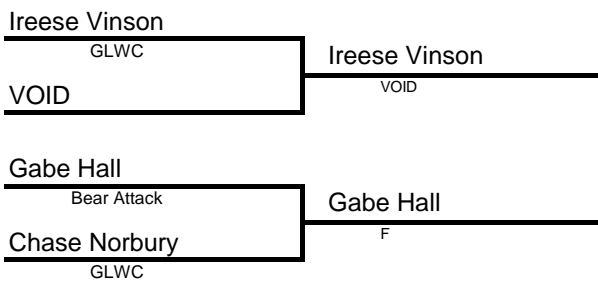 Ireese Vinson
GLWC
VOID
Ireese Vinson
VOID
Gabe Hall
Bear Attack
Chase Norbury
GLWC
Gabe Hall
F